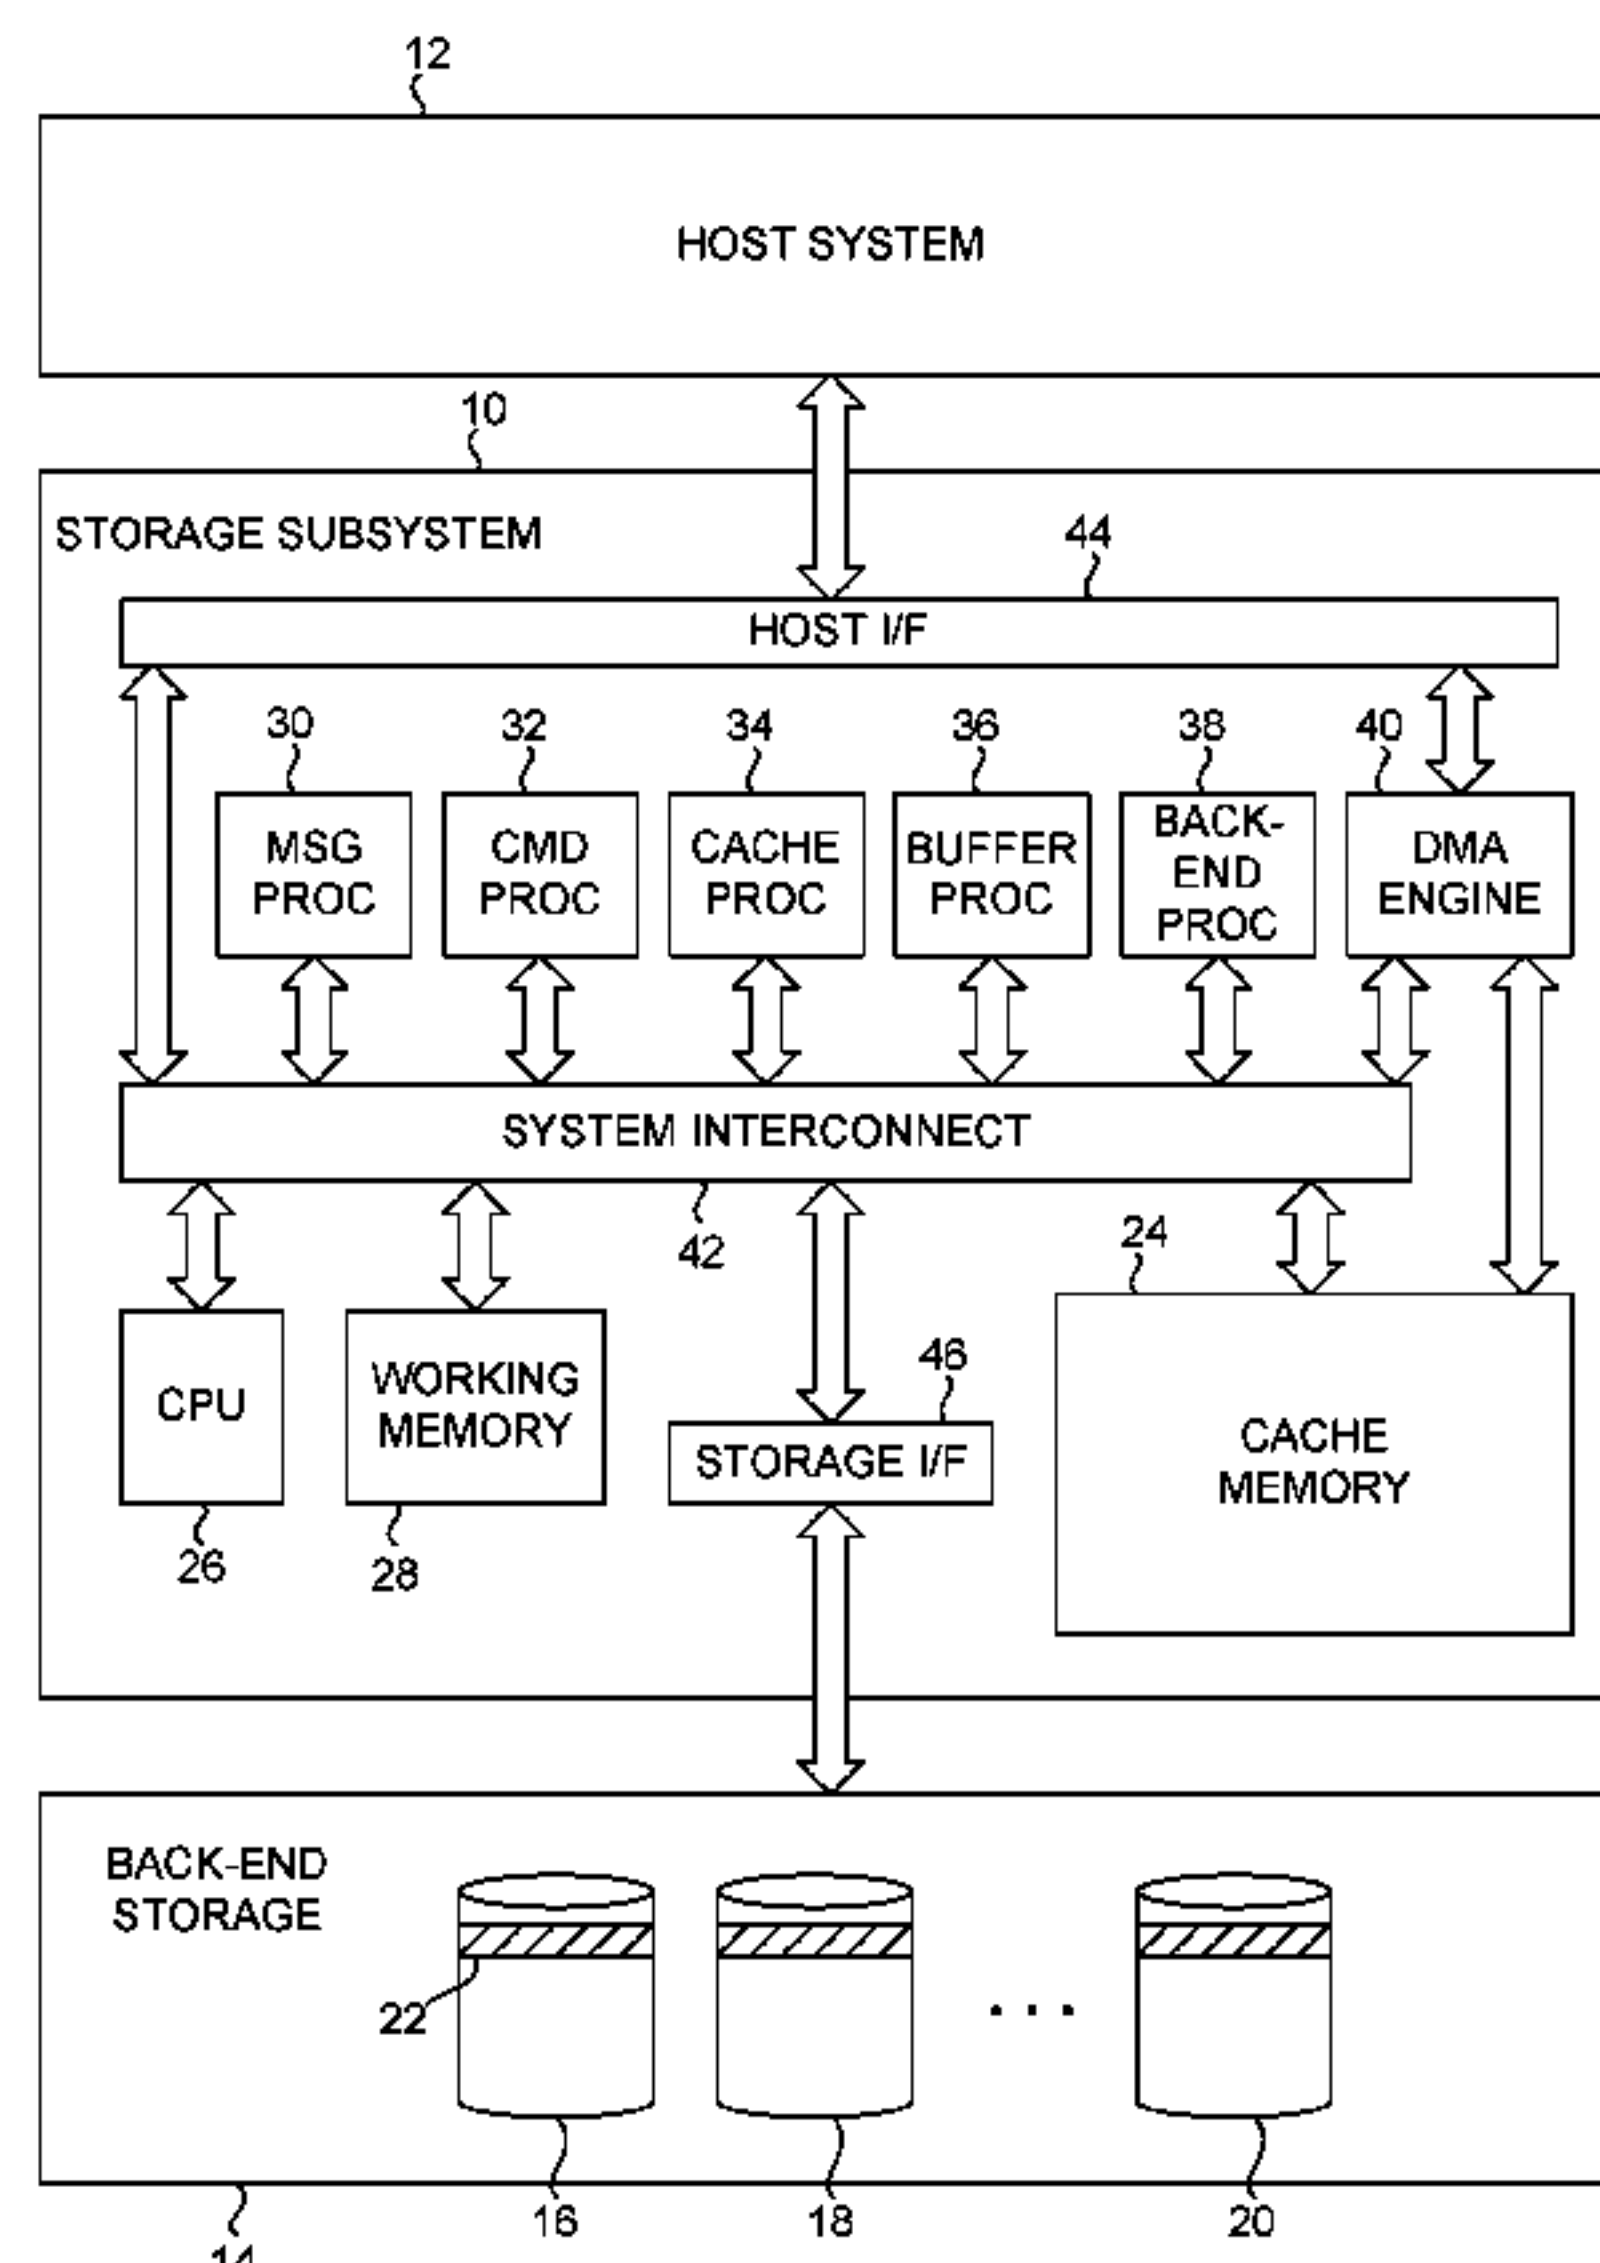 12
HOST SYSTEM
10
STORAGE SUBSYSTEM
44
HOST I/F
30
32
34
36
38
40
MSG
PROC
CMD
PROC
CACHE
PROC
BUFFER
PROC
BACK-
END
PROC
DMA
ENGINE
SYSTEM INTERCONNECT
42
24
CPU
26
WORKING
MEMORY
28
46
STORAGE I/F
CACHE
MEMORY
BACK-END
STORAGE
22
16
18
20
14